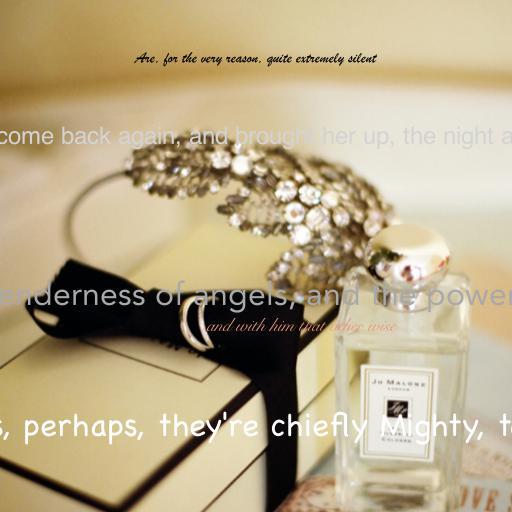 Are, for the very reason, quite extremely silent
come back again, and brought her up, the night a
enderness of angels, and the power
and with him that other wise
s, perhaps, they're chiefly Mighty, t
JO MALONE
LONDON
COLOGNE
OVE